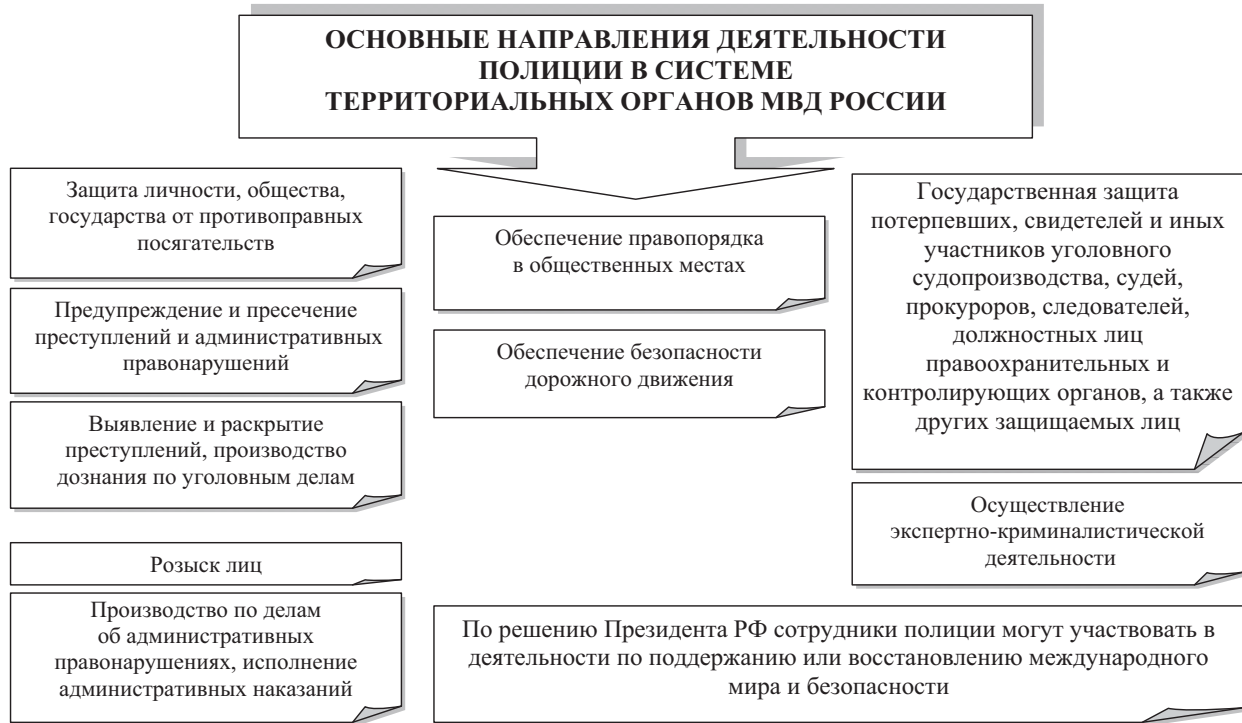 ОСНОВНЫЕ НАПРАВЛЕНИЯ ДЕЯТЕЛЬНОСТИ
ПОЛИЦИИ В СИСТЕМЕ
ТЕРРИТОРИАЛЬНЫХ ОРГАНОВ МВД РОССИИ
Защита личности, общества,
государства от противоправных
посягательств
Предупреждение и пресечение
преступлений и административных
правонарушений
Выявление и раскрытие
преступлений, производство
дознания по уголовным делам
Розыск лиц
Производство по делам
об административных
правонарушениях, исполнение
административных наказаний
Обеспечение правопорядка
в общественных местах
Обеспечение безопасности
дорожного движения
Государственная защита
потерпевших, свидетелей и иных
участников уголовного
судопроизводства, судей,
прокуроров, следователей,
должностных лиц
правоохранительных и
контролирующих органов, а также
других защищаемых лиц
Осуществление
экспертно-криминалистической
деятельности
По решению Президента РФ сотрудники полиции могут участвовать в
деятельности по поддержанию или восстановлению международного
мира и безопасности